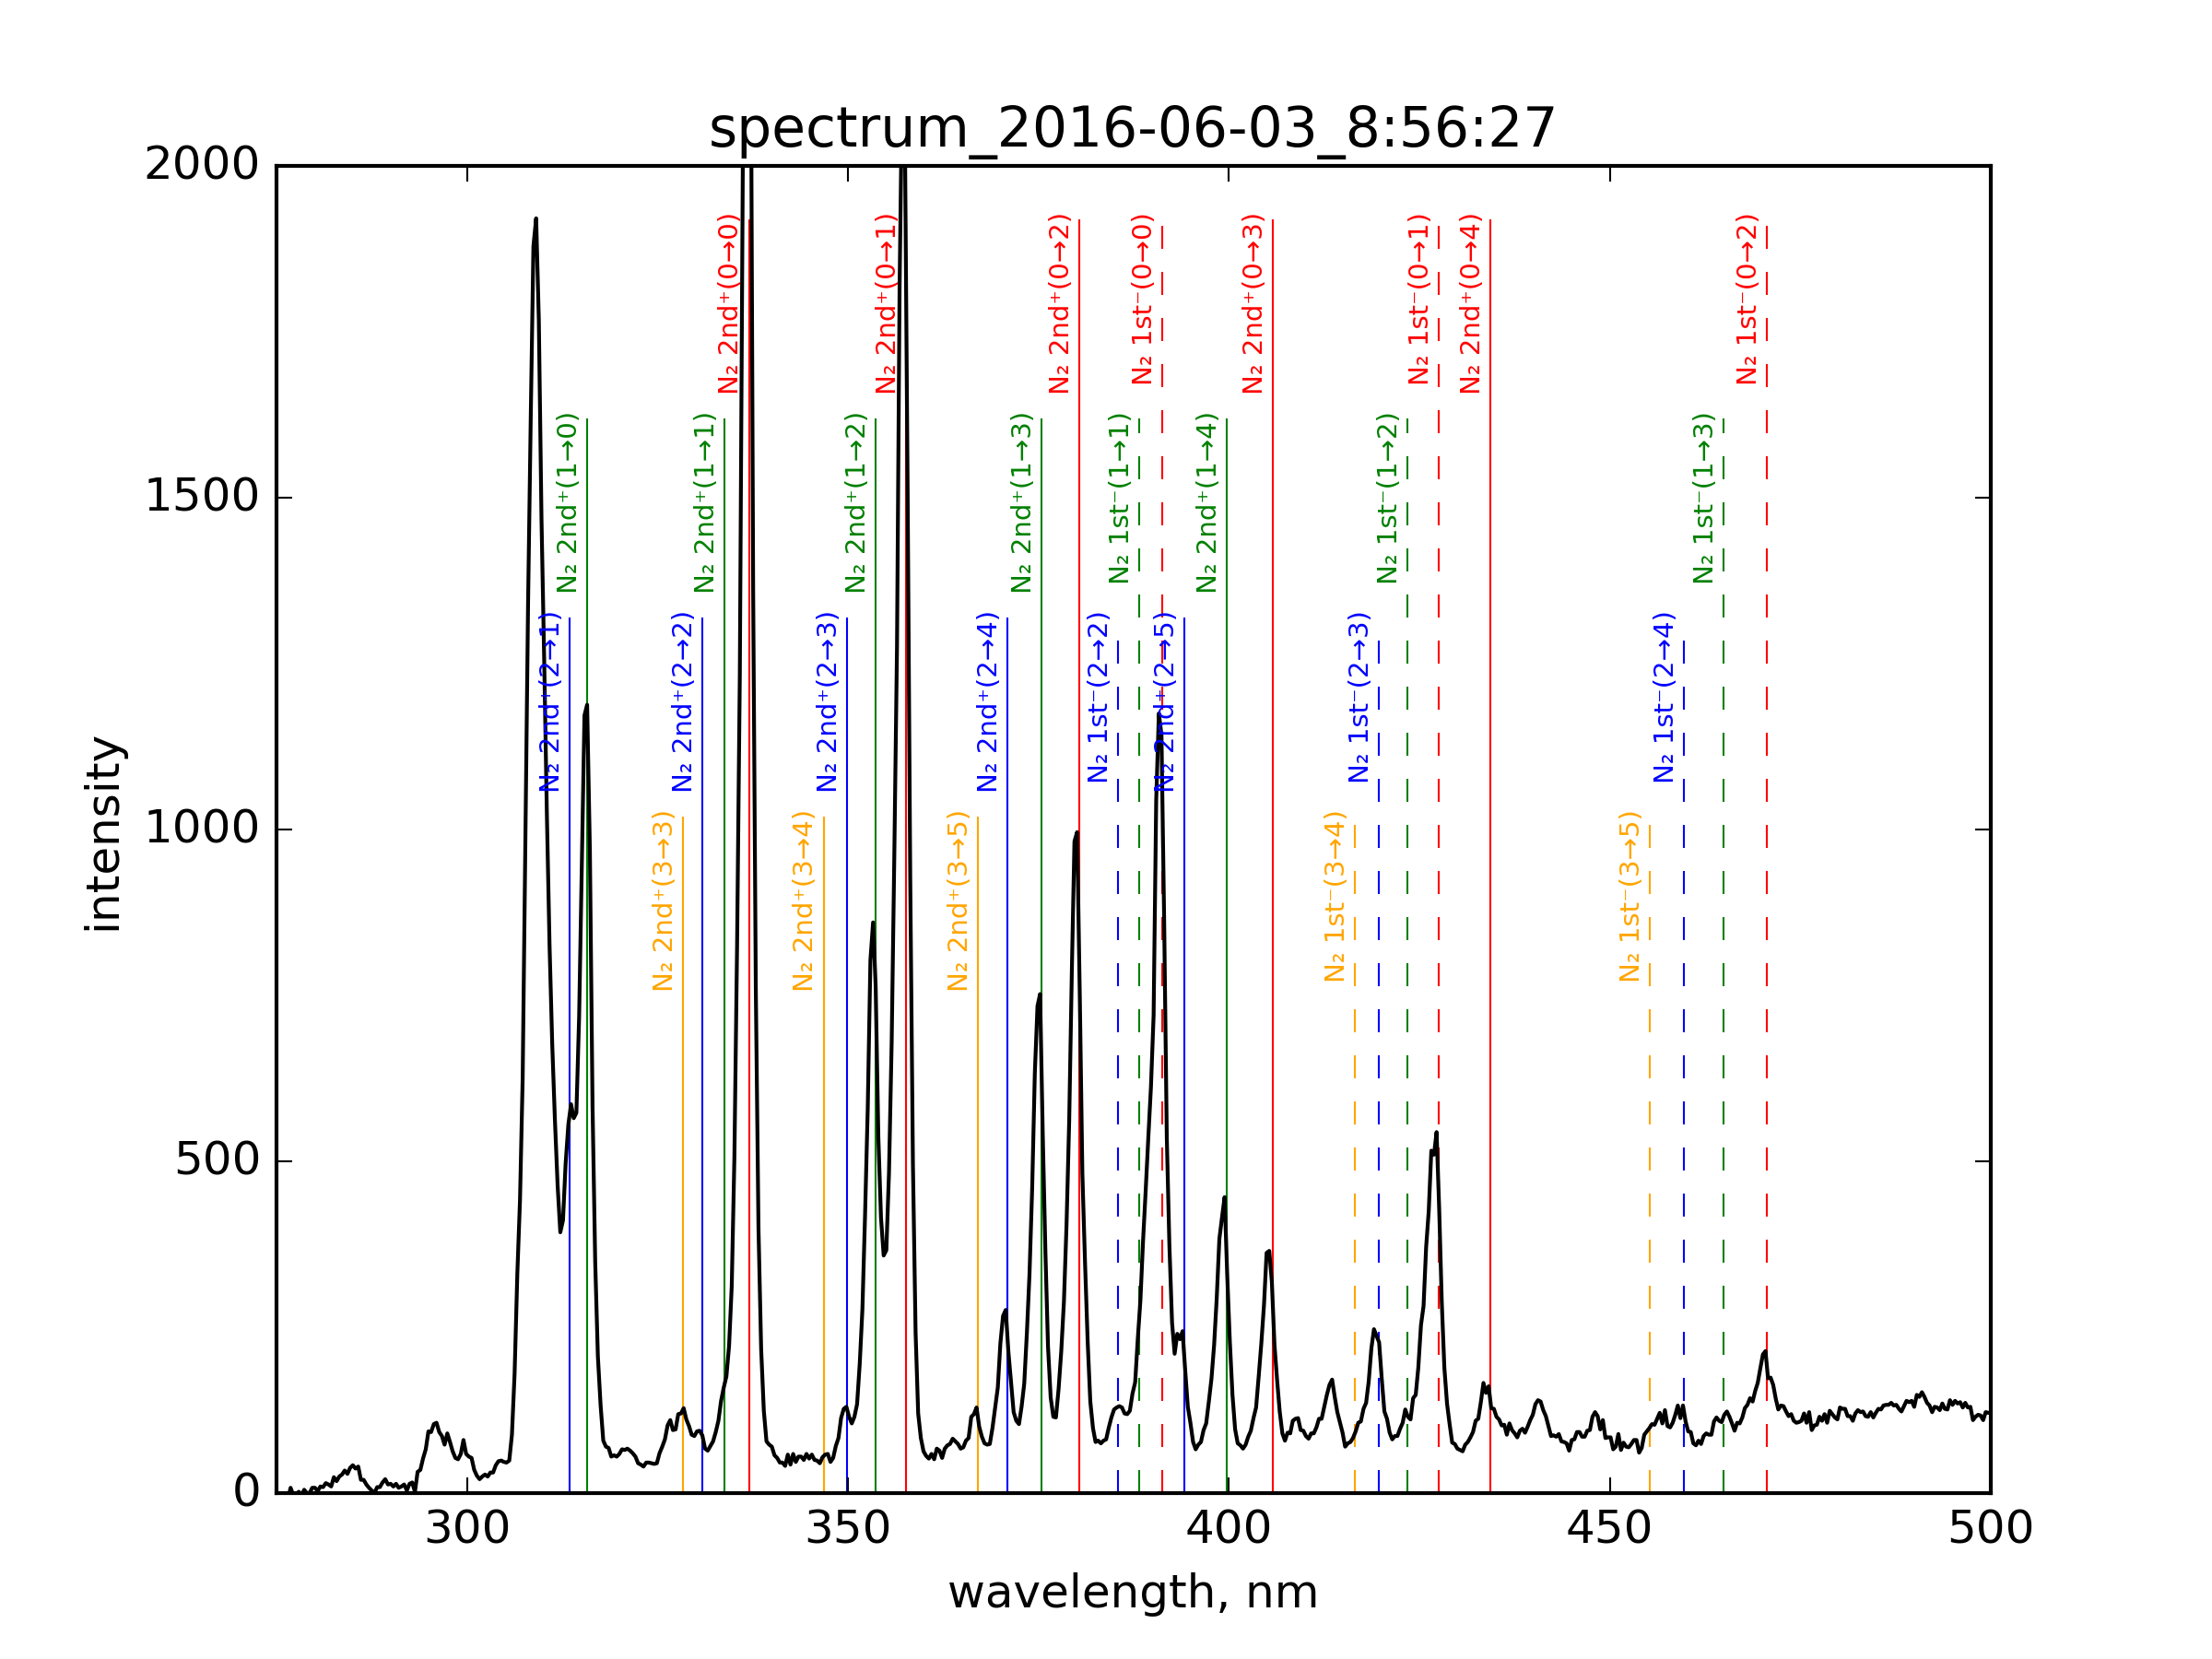 spectrum_2016-06-03_8:56:27
2000
1500
1000
500
0
intensity
300
350
400
450
500
wavelength, nm
N₂ 2nd⁺(0→0)
N₂ 2nd⁺(0→1)
N₂ 2nd⁺(0→2)
N₂ 1st⁻(0→0)
N₂ 2nd⁺(0→3)
N₂ 1st⁻(0→1)
N₂ 2nd⁺(0→4)
N₂ 1st⁻(0→2)
N₂ 2nd⁺(1→0)
N₂ 2nd⁺(1→1)
N₂ 2nd⁺(1→2)
N₂ 2nd⁺(1→3)
N₂ 1st⁻(1→1)
N₂ 2nd⁺(1→4)
N₂ 1st⁻(1→2)
N₂ 1st⁻(1→3)
N₂ 2nd⁺(2→1)
N₂ 2nd⁺(2→2)
N₂ 2nd⁺(2→3)
N₂ 2nd⁺(2→4)
N₂ 1st⁻(2→2)
N₂ 2nd⁺(2→5)
N₂ 1st⁻(2→3)
N₂ 1st⁻(2→4)
N₂ 2nd⁺(3→3)
N₂ 2nd⁺(3→4)
N₂ 2nd⁺(3→5)
N₂ 1st⁻(3→4)
N₂ 1st⁻(3→5)